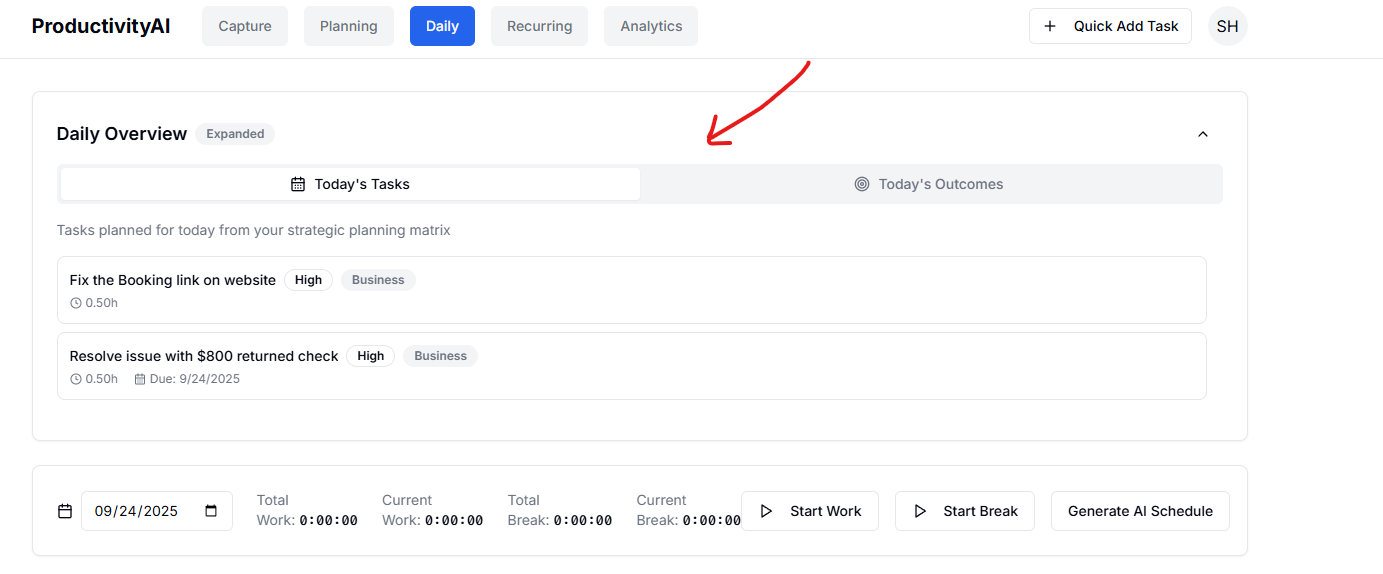 ProductivityAI Capture Planning Daily Recurring Analytics + Quick Add Task SH
Daily Overview Expanded
Today's Tasks Today's Outcomes
Tasks planned for today from your strategic planning matrix
Fix the Booking link on website High Business
0.50h
Resolve issue with $800 returned check High Business
0.50h Due: 9/24/2025
09/24/2025
Total
Work: 0:00:00
Current
Work: 0:00:00
Total
Break: 0:00:00
Current
Break: 0:00:00
Start Work
Start Break
Generate AI Schedule